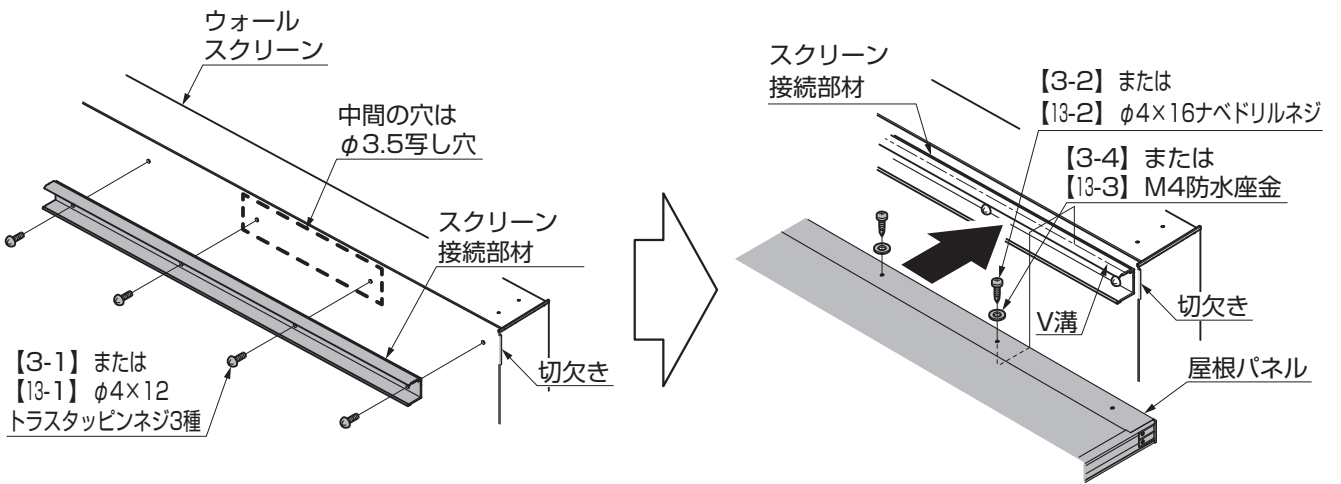 ウォール
スクリーン
中間の穴は
φ3.5写し穴
スクリーン
接続部材
【3-1】または
【13-1】φ4×12
トラスタッピンネジ3種
切欠き
スクリーン
接続部材
【3-2】または
【13-2】φ4×16ナベドリルネジ
【3-4】または
【13-3】M4防水座金
V溝
切欠き
屋根パネル